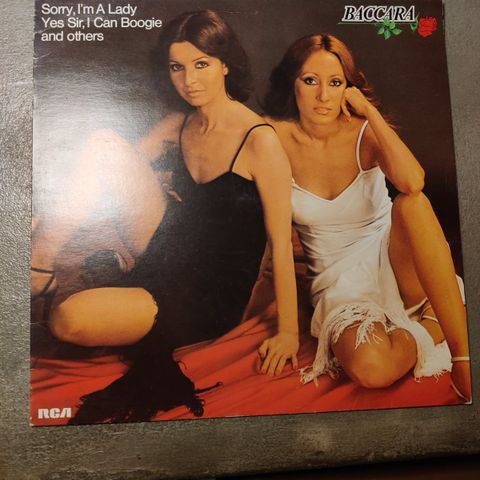 Sorry, I'm A Lady
Yes Sir, I Can Boogie
and others
BACCARA
RCA